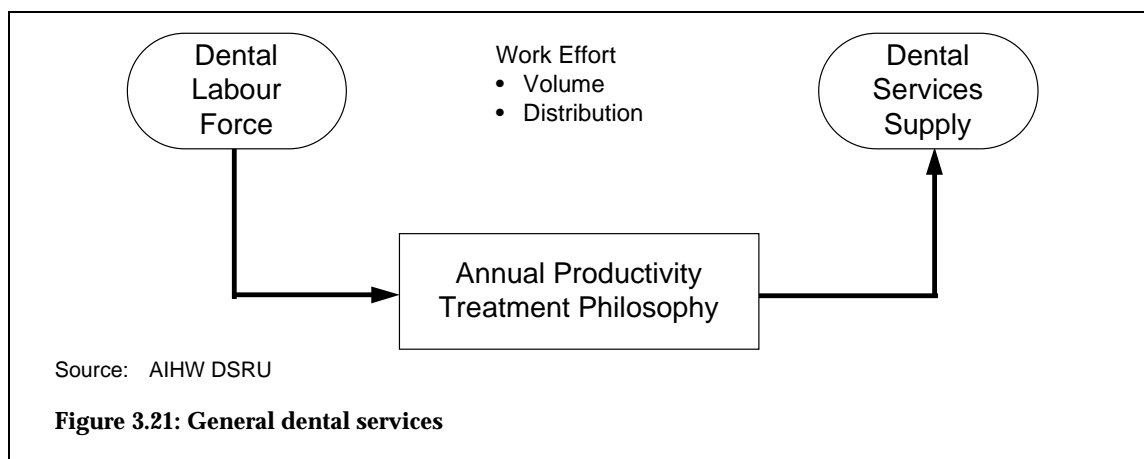 Dental
Labour
Force
Work Effort
• Volume
• Distribution
Dental
Services
Supply
Annual Productivity
Treatment Philosophy
Source: AIHW DSRU
Figure 3.21: General dental services